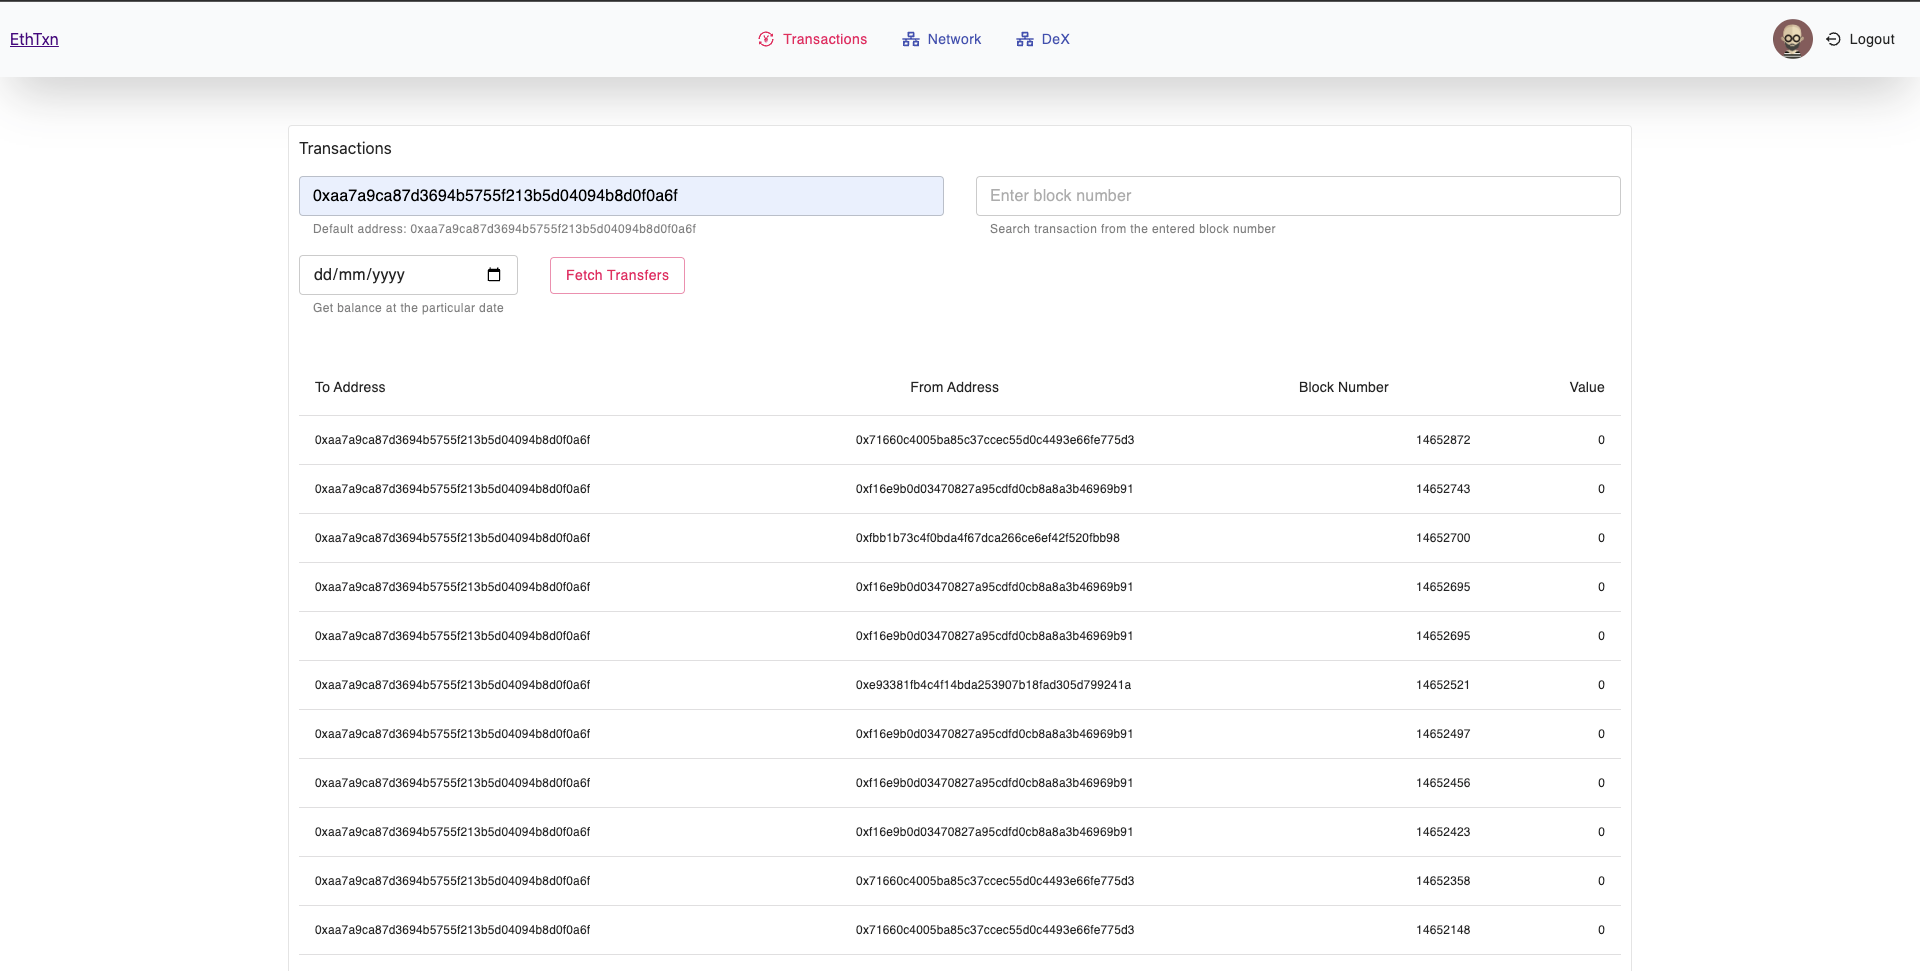 EthTxn Transactions Network DeX Logout
Transactions
0xaa7a9ca87d3694b5755f213b5d04094b8d0f0a6f Enter block number
Default address: 0xaa7a9ca87d3694b5755f213b5d04094b8d0f0a6f Search transaction from the entered block number
dd/mm/yyyy Fetch Transfers
Get balance at the particular date
To Address From Address Block Number Value
0xaa7a9ca87d3694b5755f213b5d04094b8d0f0a6f 0x71660c4005ba85c37ccec55d0c4493e66fe775d3 14652872 0
0xaa7a9ca87d3694b5755f213b5d04094b8d0f0a6f 0xf16e9b0d03470827a95cdfd0cb8a8a3b46969b91 14652743 0
0xaa7a9ca87d3694b5755f213b5d04094b8d0f0a6f 0xfbb1b73c4f0bda4f67dca266ce6ef42f520fbb98 14652700 0
0xaa7a9ca87d3694b5755f213b5d04094b8d0f0a6f 0xf16e9b0d03470827a95cdfd0cb8a8a3b46969b91 14652695 0
0xaa7a9ca87d3694b5755f213b5d04094b8d0f0a6f 0xf16e9b0d03470827a95cdfd0cb8a8a3b46969b91 14652695 0
0xaa7a9ca87d3694b5755f213b5d04094b8d0f0a6f 0xe93381fb4c4f14bda253907b18fad305d799241a 14652521 0
0xaa7a9ca87d3694b5755f213b5d04094b8d0f0a6f 0xf16e9b0d03470827a95cdfd0cb8a8a3b46969b91 14652497 0
0xaa7a9ca87d3694b5755f213b5d04094b8d0f0a6f 0xf16e9b0d03470827a95cdfd0cb8a8a3b46969b91 14652456 0
0xaa7a9ca87d3694b5755f213b5d04094b8d0f0a6f 0xf16e9b0d03470827a95cdfd0cb8a8a3b46969b91 14652423 0
0xaa7a9ca87d3694b5755f213b5d04094b8d0f0a6f 0x71660c4005ba85c37ccec55d0c4493e66fe775d3 14652358 0
0xaa7a9ca87d3694b5755f213b5d04094b8d0f0a6f 0x71660c4005ba85c37ccec55d0c4493e66fe775d3 14652148 0